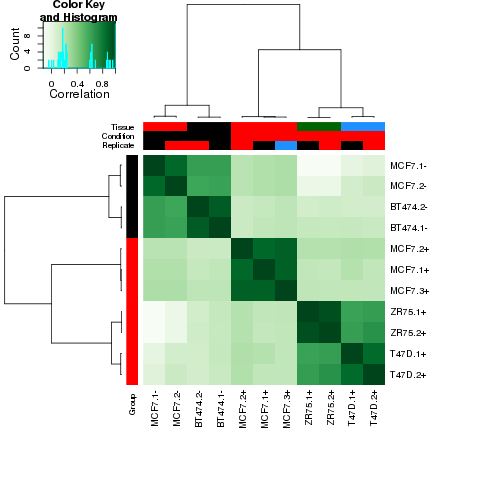 Color Key
and Histogram
Count
0 4 8
0 0.4 0.8
Correlation
Tissue
Condition
Replicate
MCF7.1-
MCF7.2-
BT474.2-
BT474.1-
MCF7.2+
MCF7.1+
MCF7.3+
ZR75.1+
ZR75.2+
T47D.1+
T47D.2+
Group
MCF7.1-
MCF7.2-
BT474.2-
BT474.1-
MCF7.2+
MCF7.1+
MCF7.3+
ZR75.1+
ZR75.2+
T47D.1+
T47D.2+